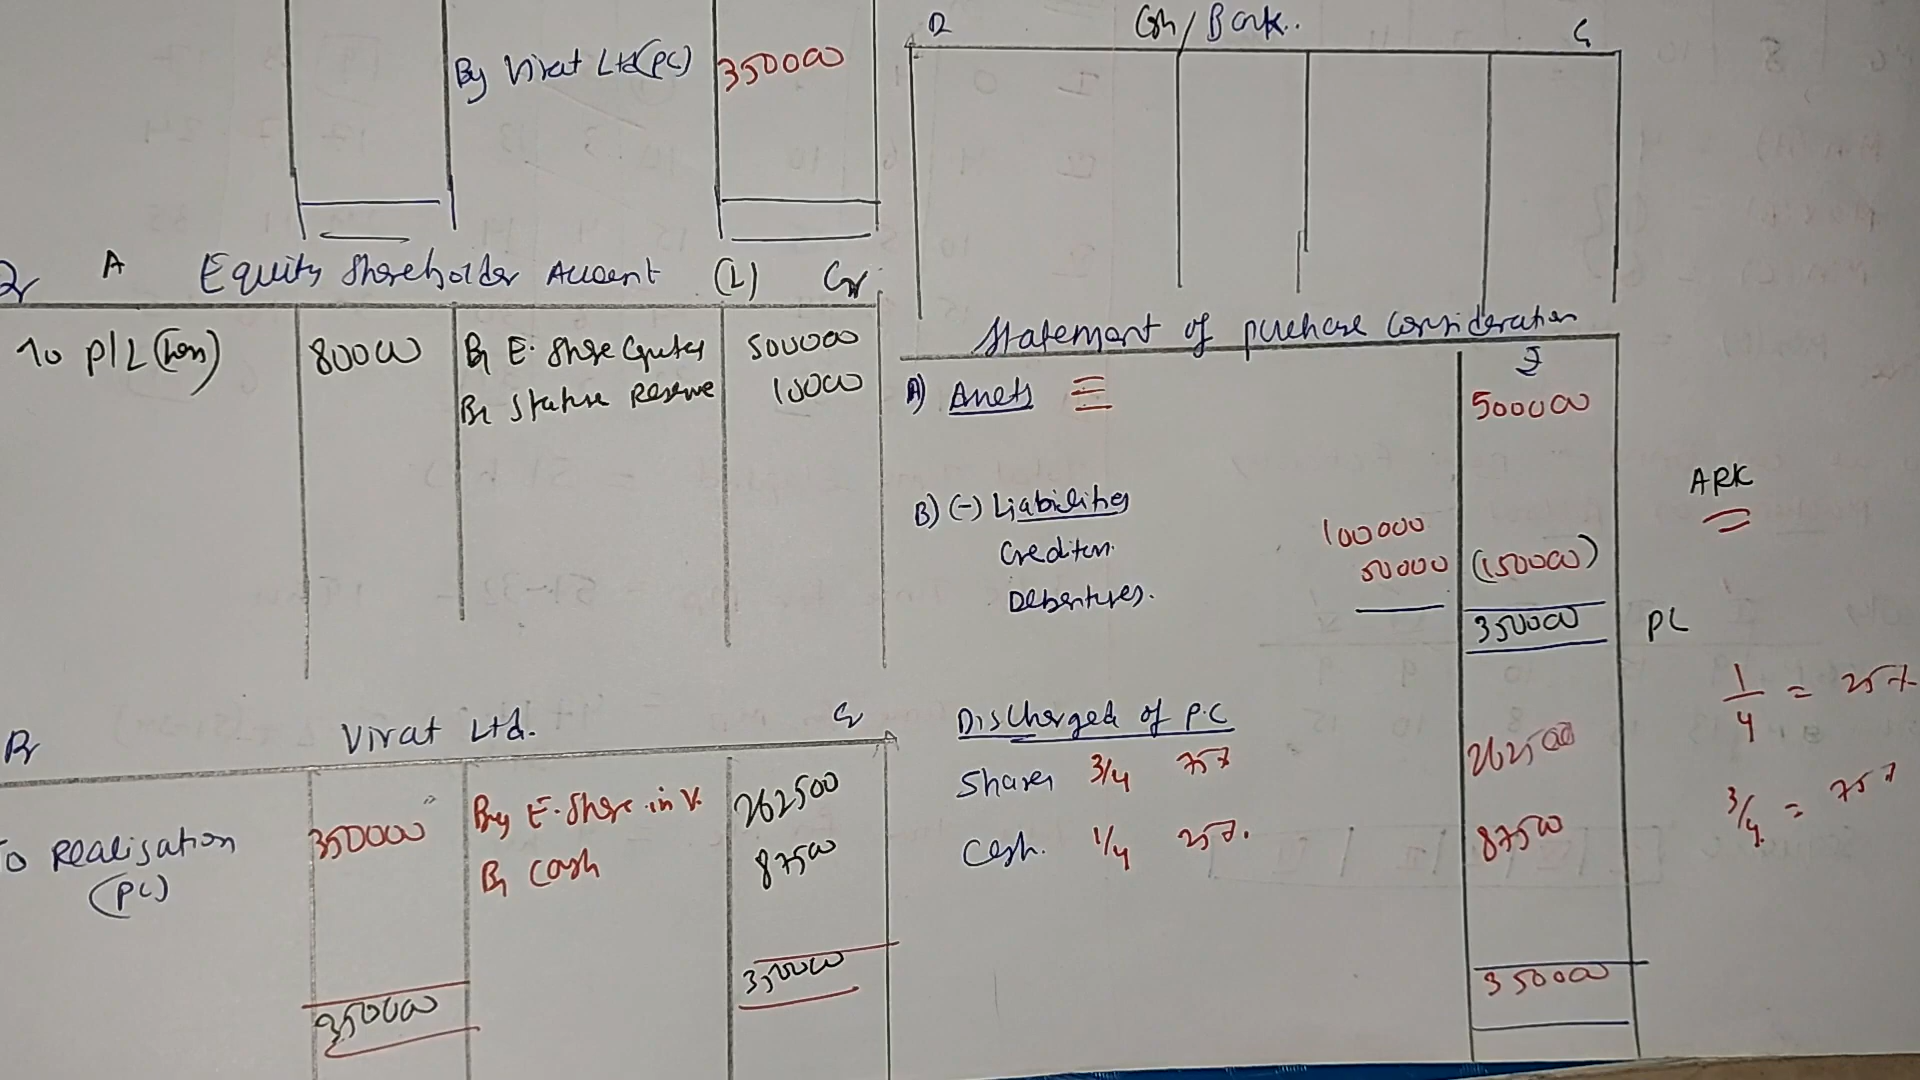 By Virat Ltd (PC) 350000
Dr Cash/Bank.. Cr
Dr A Equity Shareholder Account (L) Cr
To P/L (Loss) 80000 By E. Share Capital 500000
By Statue Reserve 10000
Statement of purchase consideration
₹
A) Assets 500000
B) (-) Liabilities
Creditors. 100000
Debentures. 50000 (150000)
350000 PC
ARK
1/4 = 25%
3/4 = 75%
Discharged of P.C
Shares 3/4 75% 262500
Cash. 1/4 25%. 87500
350000
Dr Virat Ltd. Cr
To Realisation 350000 By E. Share in V. 262500
(PC) By Cash 87500
350000 350000